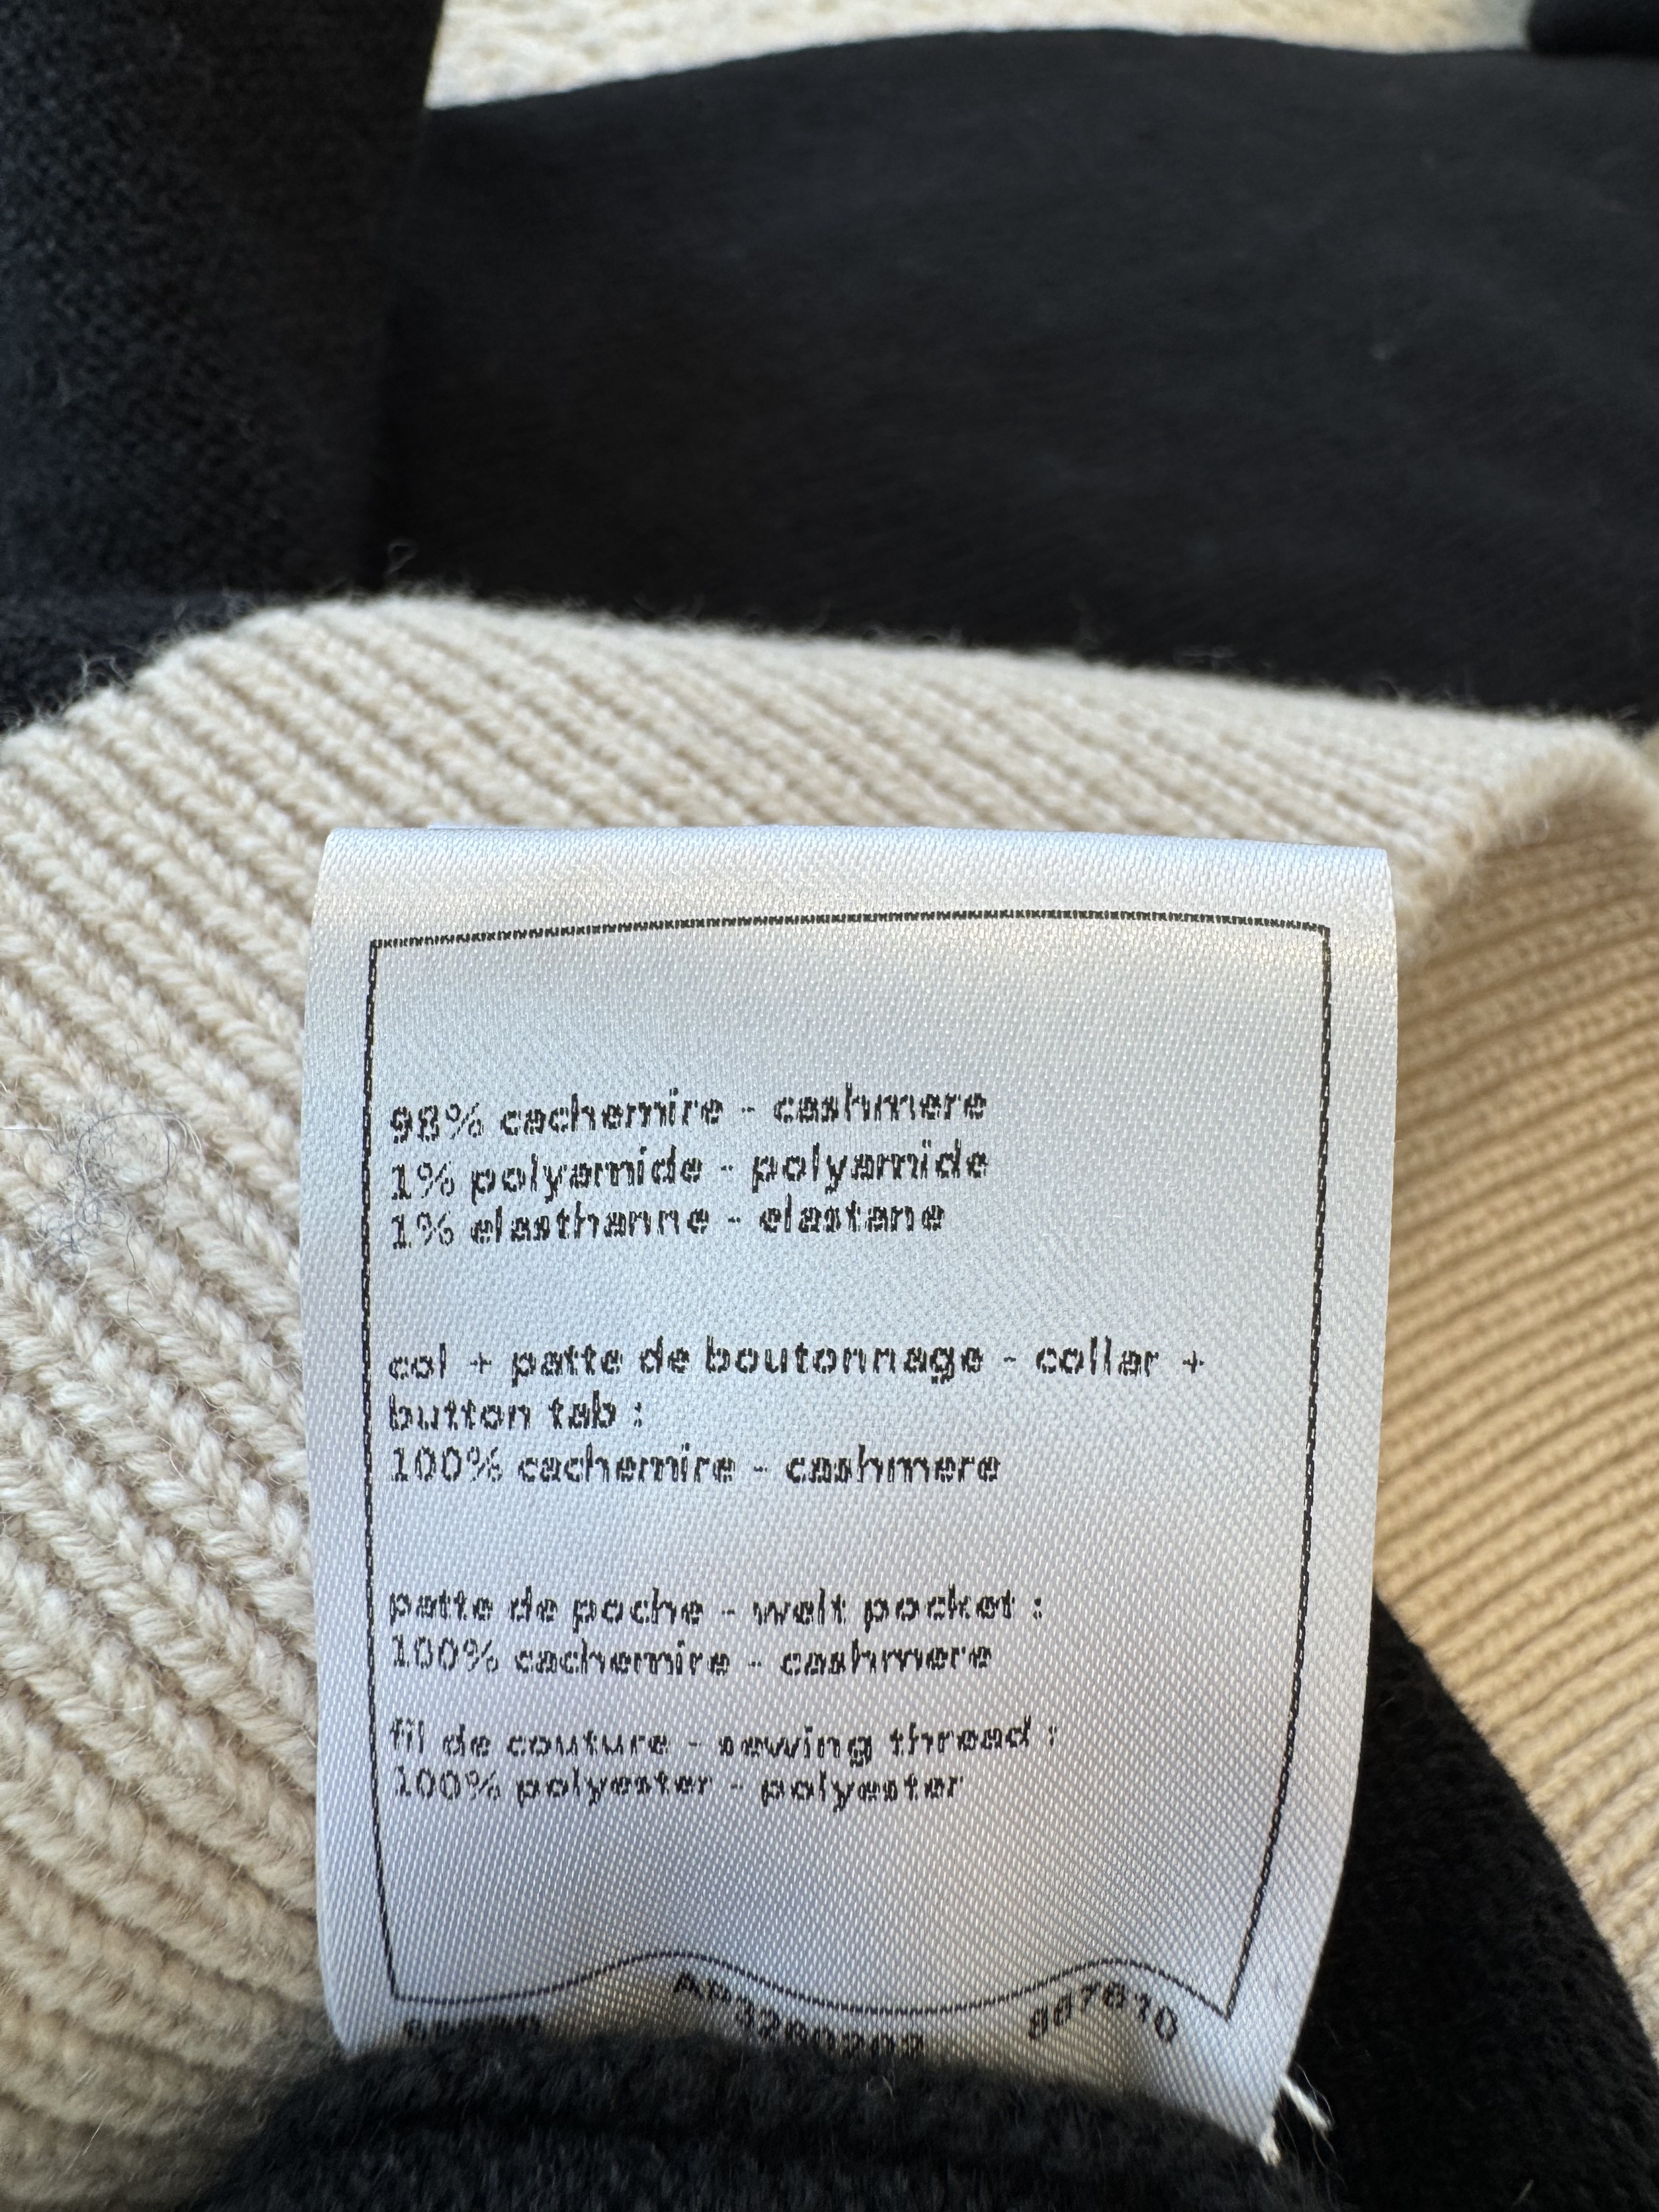 98% cachemire - cashmere
1% polyamide - polyamide
1% elasthanne - elastane
col + patte de boutonnage - collar +
button tab :
100% cachemire - cashmere
patte de poche - welt pocket :
100% cachemire - cashmere
fil de couture - sewing thread :
100% polyester - polyester